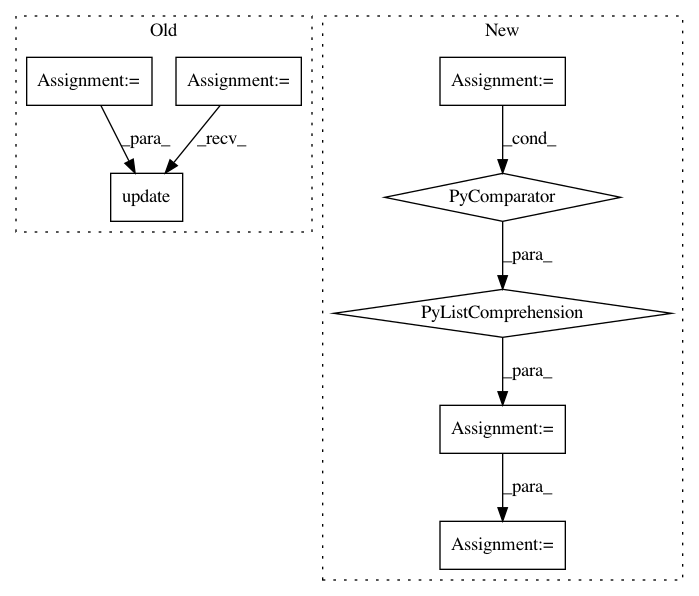 Old
New
Assignment:=
Assignment:=
Assignment:=
_para_
_recv_
_cond_
update
PyComparator
_para_
PyListComprehension
_para_
Assignment:=
_para_
Assignment:=